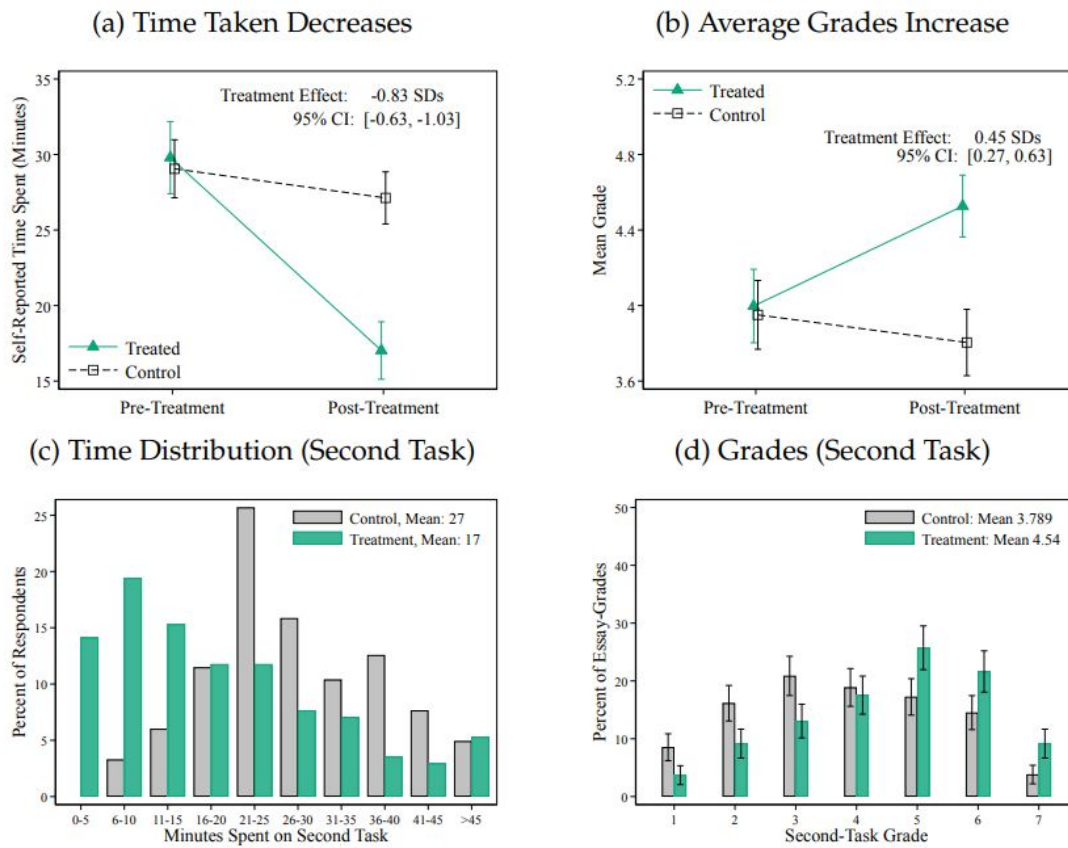 (a) Time Taken Decreases
35
30
25
20
15
Self-Reported Time Spent (Minutes)
Treatment Effect: -0.83 SDs
95% CI: [-0.63, -1.03]
Treated
Control
Pre-Treatment
Post-Treatment
(b) Average Grades Increase
5.2
4.8
4.4
4
3.6
Mean Grade
Treated
Control
Treatment Effect: 0.45 SDs
95% CI: [0.27, 0.63]
Pre-Treatment
Post-Treatment
(c) Time Distribution (Second Task)
25
20
15
10
5
0
Percent of Respondents
Control, Mean: 27
Treatment, Mean: 17
0-5 6-10 11-15 16-20 21-25 26-30 31-35 36-40 41-45 >45
Minutes Spent on Second Task
(d) Grades (Second Task)
50
40
30
20
10
0
Percent of Essay-Grades
Control: Mean 3.789
Treatment: Mean 4.54
1 2 3 4 5 6 7
Second-Task Grade